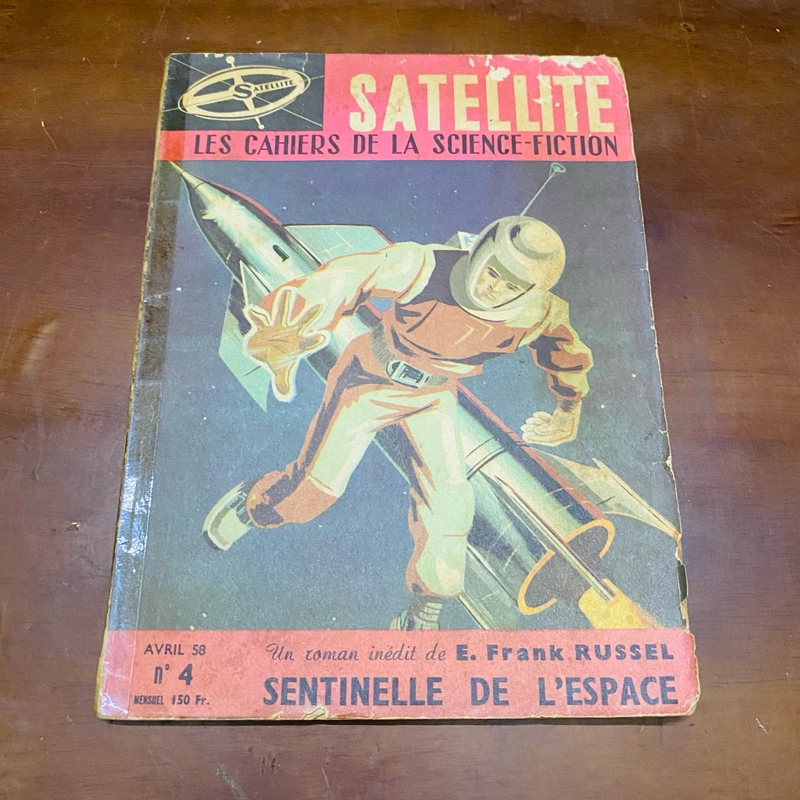 SATELLITE
SATELLITE
LES CAHIERS DE LA SCIENCE-FICTION
AVRIL 58
n° 4
MENSUEL 150 Fr.
Un roman inédit de E. Frank RUSSEL
SENTINELLE DE L'ESPACE